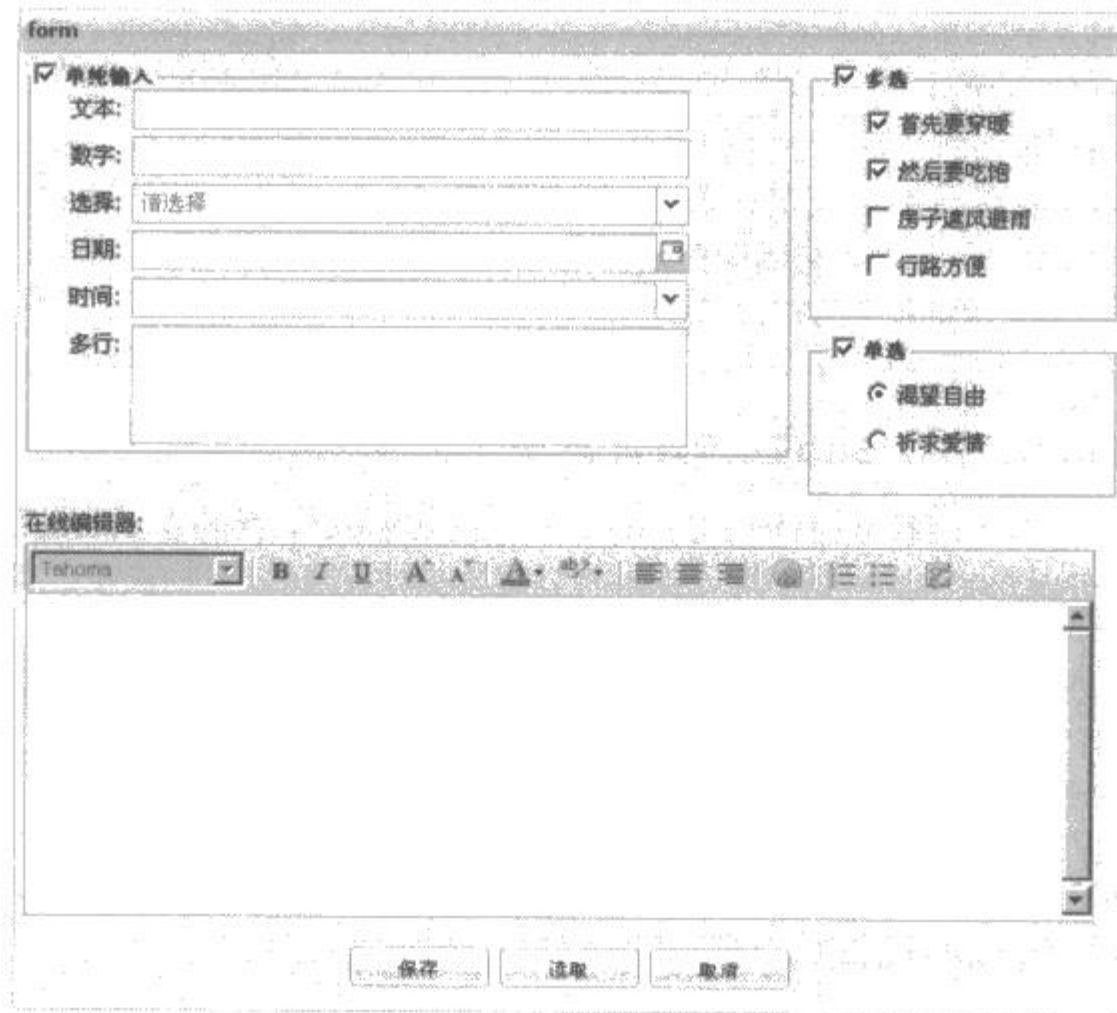 form
单纯输入
文本:
数字:
选择: 请选择
日期:
时间:
多行:
多选
首先要穿暖
然后要吃饱
房子遮风避雨
行路方便
单选
渴望自由
祈求爱情
在线编辑器:
Tahoma B I U A A A ab
保存 读取 取消